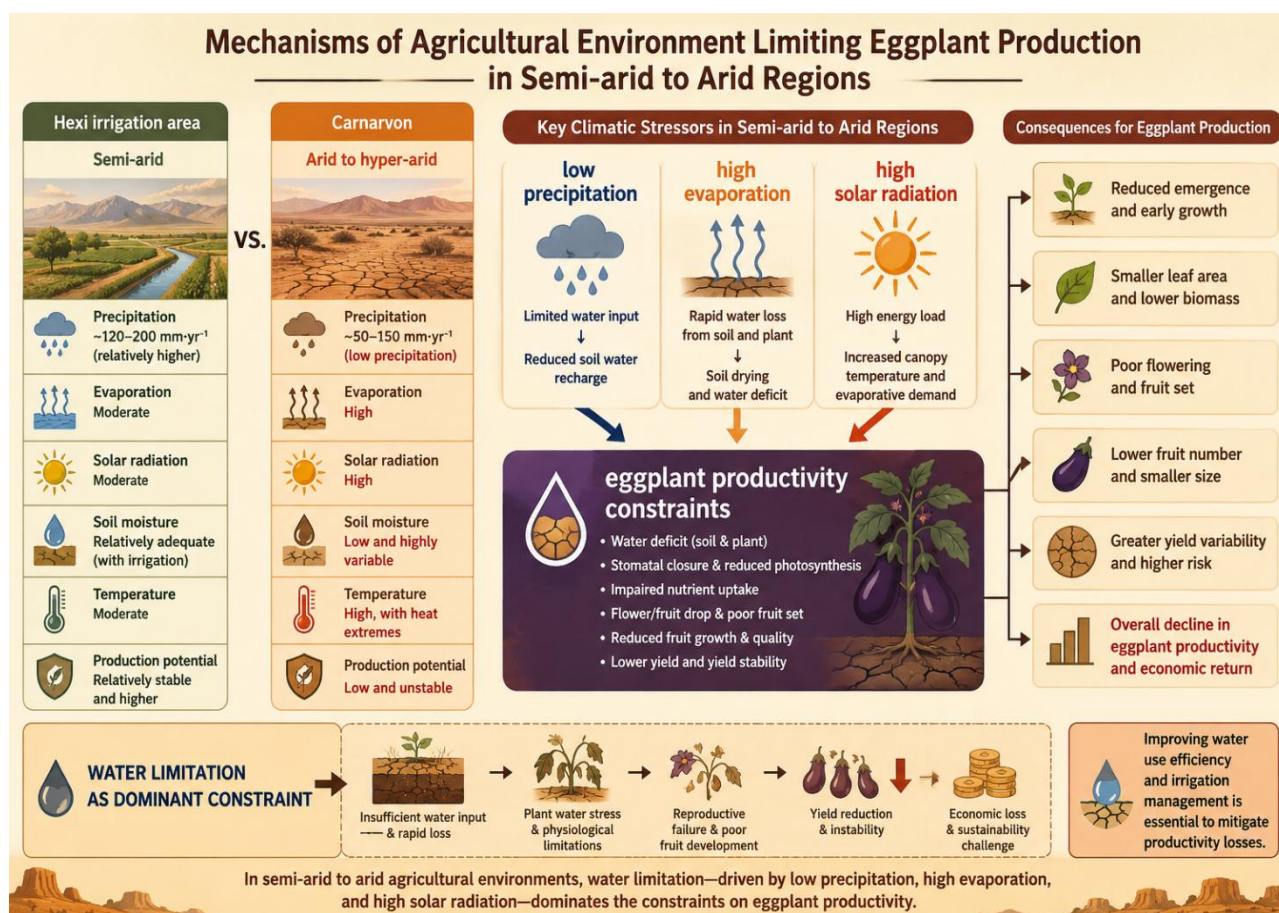 Mechanisms of Agricultural Environment Limiting Eggplant Production
in Semi-arid to Arid Regions
Hexi irrigation area
Semi-arid
Precipitation
~120–200 mm·yr⁻¹
(relatively higher)
Evaporation
Moderate
Solar radiation
Moderate
Soil moisture
Relatively adequate
(with irrigation)
Temperature
Moderate
Production potential
Relatively stable
and higher
VS.
Carnarvon
Arid to hyper-arid
Precipitation
~50–150 mm·yr⁻¹
(low precipitation)
Evaporation
High
Solar radiation
High
Soil moisture
Low and highly
variable
Temperature
High, with heat
extremes
Production potential
Low and unstable
Key Climatic Stressors in Semi-arid to Arid Regions
low
precipitation
Limited water input
↓
Reduced soil water
recharge
high
evaporation
Rapid water loss
from soil and plant
↓
Soil drying
and water deficit
high
solar radiation
High energy load
↓
Increased canopy
temperature and
evaporative demand
eggplant productivity
constraints
• Water deficit (soil & plant)
• Stomatal closure & reduced photosynthesis
• Impaired nutrient uptake
• Flower/fruit drop & poor fruit set
• Reduced fruit growth & quality
• Lower yield and yield stability
Consequences for Eggplant Production
Reduced emergence
and early growth
Smaller leaf area
and lower biomass
Poor flowering
and fruit set
Lower fruit number
and smaller size
Greater yield variability
and higher risk
Overall decline in
eggplant productivity
and economic return
WATER LIMITATION
AS DOMINANT CONSTRAINT
Insufficient water input
& rapid loss
Plant water stress
& physiological
limitations
Reproductive
failure & poor
fruit development
Yield reduction
& instability
Economic loss
& sustainability
challenge
Improving water
use efficiency
and irrigation
management is
essential to mitigate
productivity losses.
In semi-arid to arid agricultural environments, water limitation—driven by low precipitation, high evaporation,
and high solar radiation—dominates the constraints on eggplant productivity.